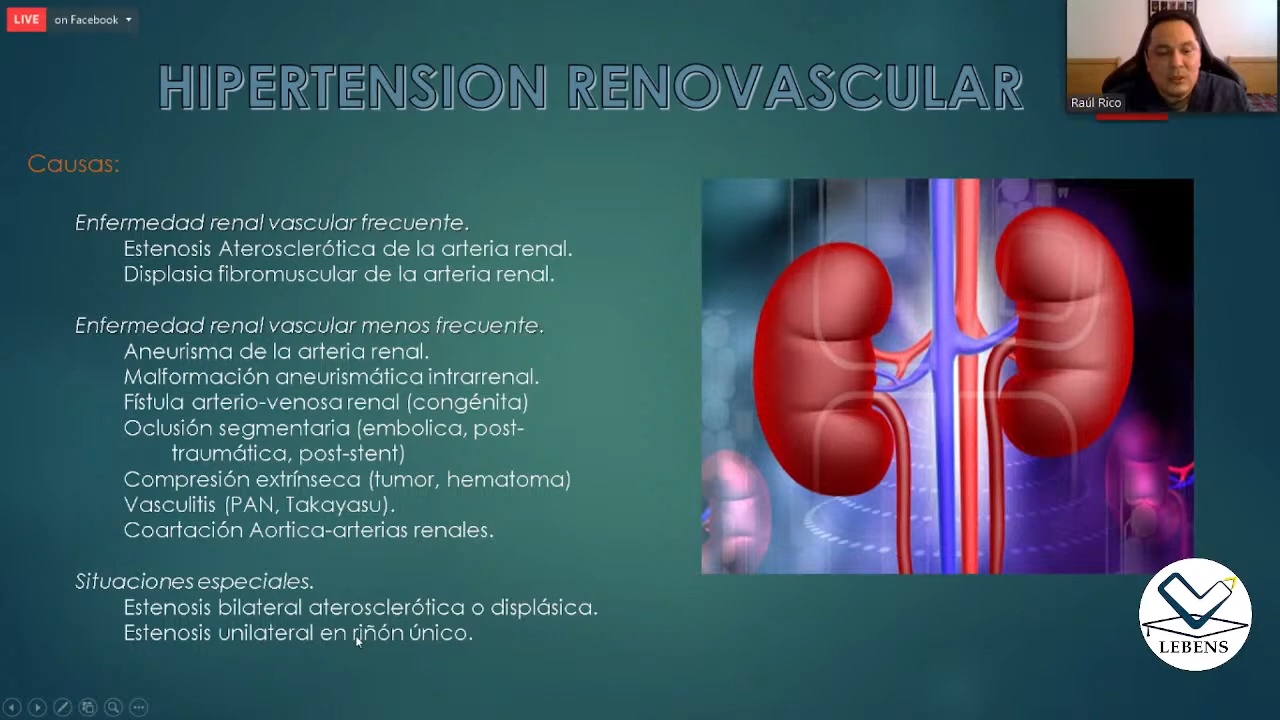 LIVE on Facebook
HIPERTENSION RENOVASCULAR
Raúl Rico
Causas:
Enfermedad renal vascular frecuente.
Estenosis Aterosclerótica de la arteria renal.
Displasia fibromuscular de la arteria renal.
Enfermedad renal vascular menos frecuente.
Aneurisma de la arteria renal.
Malformación aneurismática intrarrenal.
Fístula arterio-venosa renal (congénita)
Oclusión segmentaria (embolica, post-
traumática, post-stent)
Compresión extrínseca (tumor, hematoma)
Vasculitis (PAN, Takayasu).
Coartación Aortica-arterias renales.
Situaciones especiales.
Estenosis bilateral aterosclerótica o displásica.
Estenosis unilateral en riñón único.
LEBENS